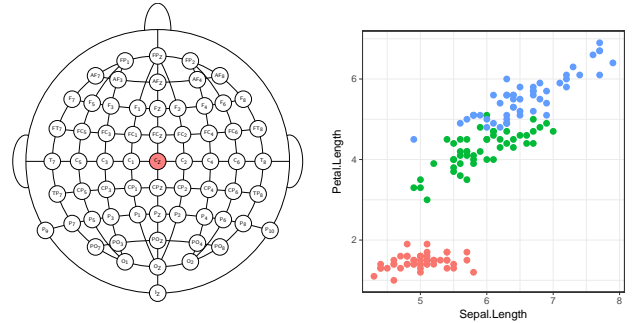 FPZ
FP1 FP2
AF7 AF3 AFZ AF4 AF8
F7 F5 F3 F1 FZ F2 F4 F6 F8
FT7 FC5 FC3 FC1 FCZ FC2 FC4 FC6 FT8
T7 C5 C3 C1 CZ C2 C4 C6 T8
TP7 CP5 CP3 CP1 CPZ CP2 CP4 CP6 TP8
P9 P7 P5 P3 P1 PZ P2 P4 P6 P8 P10
PO7 PO3 POZ PO4 PO8
O1 OZ O2
IZ
Petal.Length
6
4
2
5 6 7 8
Sepal.Length